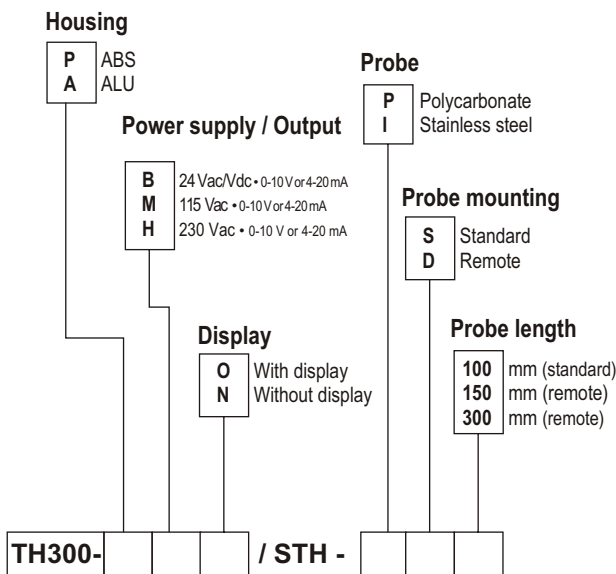 Housing
P ABS
A ALU
Power supply / Output
B 24 Vac/Vdc • 0-10 V or 4-20 mA
M 115 Vac • 0-10 V or 4-20 mA
H 230 Vac • 0-10 V or 4-20 mA
Display
O With display
N Without display
Probe
P Polycarbonate
I Stainless steel
Probe mounting
S Standard
D Remote
Probe length
100 mm (standard)
150 mm (remote)
300 mm (remote)
TH300- / STH -